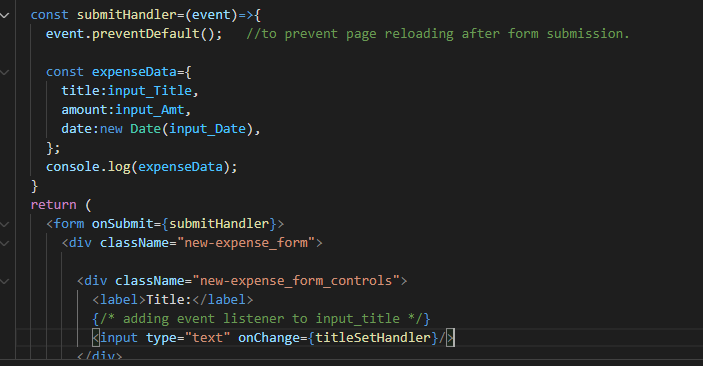 const submitHandler=(event)=>{
event.preventDefault(); //to prevent page reloading after form submission.
const expenseData={
title:input_Title,
amount:input_Amt,
date:new Date(input_Date),
};
console.log(expenseData);
}
return (
<form onSubmit={submitHandler}>
<div className="new-expense_form">
<div className="new-expense_form_controls">
<label>Title:</label>
{/* adding event listener to input_title */}
<input type="text" onChange={titleSetHandler}/>
</div>